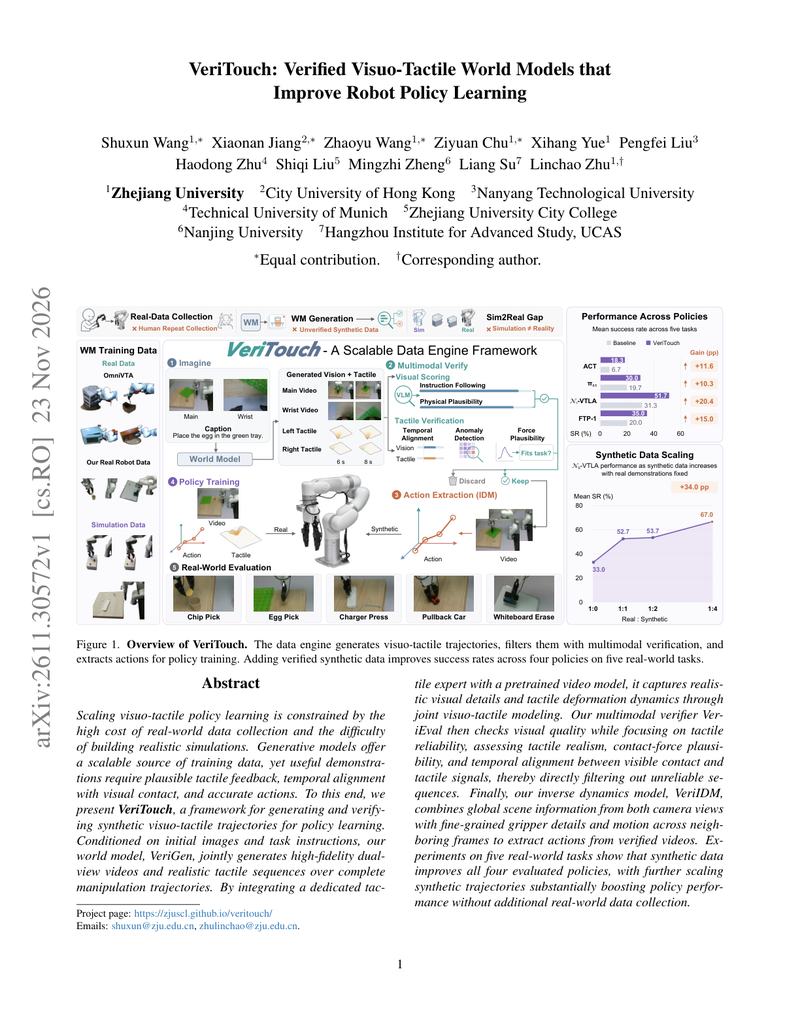 arXiv:2611.30572v1 [cs.RO] 23 Nov 2026
VeriTouch: Verified Visuo-Tactile World Models that
Improve Robot Policy Learning
Shuxun Wang1,∗ Xiaonan Jiang2,∗ Zhaoyu Wang1,∗ Ziyuan Chu1,∗ Xihang Yue1 Pengfei Liu3
Haodong Zhu4 Shiqi Liu5 Mingzhi Zheng6 Liang Su7 Linchao Zhu1,†
1Zhejiang University 2City University of Hong Kong 3Nanyang Technological University
4Technical University of Munich 5Zhejiang University City College
6Nanjing University 7Hangzhou Institute for Advanced Study, UCAS
∗Equal contribution. †Corresponding author.
Real-Data Collection
× Human Repeat Collection
WM
WM Generation
× Unverified Synthetic Data
Sim
Real
Sim2Real Gap
× Simulation ≠ Reality
WM Training Data
Real Data
OmniVTA
Our Real Robot Data
Simulation Data
VeriTouch - A Scalable Data Engine Framework
1 Imagine
Main
Wrist
Caption
Place the egg in the green tray.
World Model
Generated Vision + Tactile
Main Video
Wrist Video
Left Tactile
Right Tactile
6 s
8 s
2 Multimodal Verify
Visual Scoring
VLM
Instruction Following
Physical Plausibility
Tactile Verification
Temporal
Alignment
Vision
Tactile
Anomaly
Detection
Force
Plausibility
Fits task?
Discard
Keep
4 Policy Training
Video
Action
Tactile
Real
Synthetic
3 Action Extraction (IDM)
Action
Video
5 Real-World Evaluation
Chip Pick
Egg Pick
Charger Press
Pullback Car
Whiteboard Erase
Performance Across Policies
Mean success rate across five tasks
Baseline VeriTouch
Gain (pp)
ACT 18.3 6.7 +11.6
π0.5 30.0 19.7 +10.3
-VTLA 51.7 31.3 +20.4
FTP-1 35.0 20.0 +15.0
SR (%) 0 20 40 60
Synthetic Data Scaling
-VTLA performance as synthetic data increases
with real demonstrations fixed
+34.0 pp
Mean SR (%)
80
60
40
20
0
33.0
52.7
53.7
67.0
1:0 1:1 1:2 1:4
Real : Synthetic
Figure 1. Overview of VeriTouch. The data engine generates visuo-tactile trajectories, filters them with multimodal verification, and
extracts actions for policy training. Adding verified synthetic data improves success rates across four policies on five real-world tasks.
Abstract
Scaling visuo-tactile policy learning is constrained by the
high cost of real-world data collection and the difficulty
of building realistic simulations. Generative models offer
a scalable source of training data, yet useful demonstra-
tions require plausible tactile feedback, temporal alignment
with visual contact, and accurate actions. To this end, we
present VeriTouch, a framework for generating and verify-
ing synthetic visuo-tactile trajectories for policy learning.
Conditioned on initial images and task instructions, our
world model, VeriGen, jointly generates high-fidelity dual-
view videos and realistic tactile sequences over complete
manipulation trajectories. By integrating a dedicated tac-
Project page: https://zjuscl.github.io/veritouch/
Emails: shuxun@zju.edu.cn, zhulinchao@zju.edu.cn.
tile expert with a pretrained video model, it captures realis-
tic visual details and tactile deformation dynamics through
joint visuo-tactile modeling. Our multimodal verifier Ver-
iEval then checks visual quality while focusing on tactile
reliability, assessing tactile realism, contact-force plausi-
bility, and temporal alignment between visible contact and
tactile signals, thereby directly filtering out unreliable se-
quences. Finally, our inverse dynamics model, VeriIDM,
combines global scene information from both camera views
with fine-grained gripper details and motion across neigh-
boring frames to extract actions from verified videos. Ex-
periments on five real-world tasks show that synthetic data
improves all four evaluated policies, with further scaling
synthetic trajectories substantially boosting policy perfor-
mance without additional real-world data collection.
1